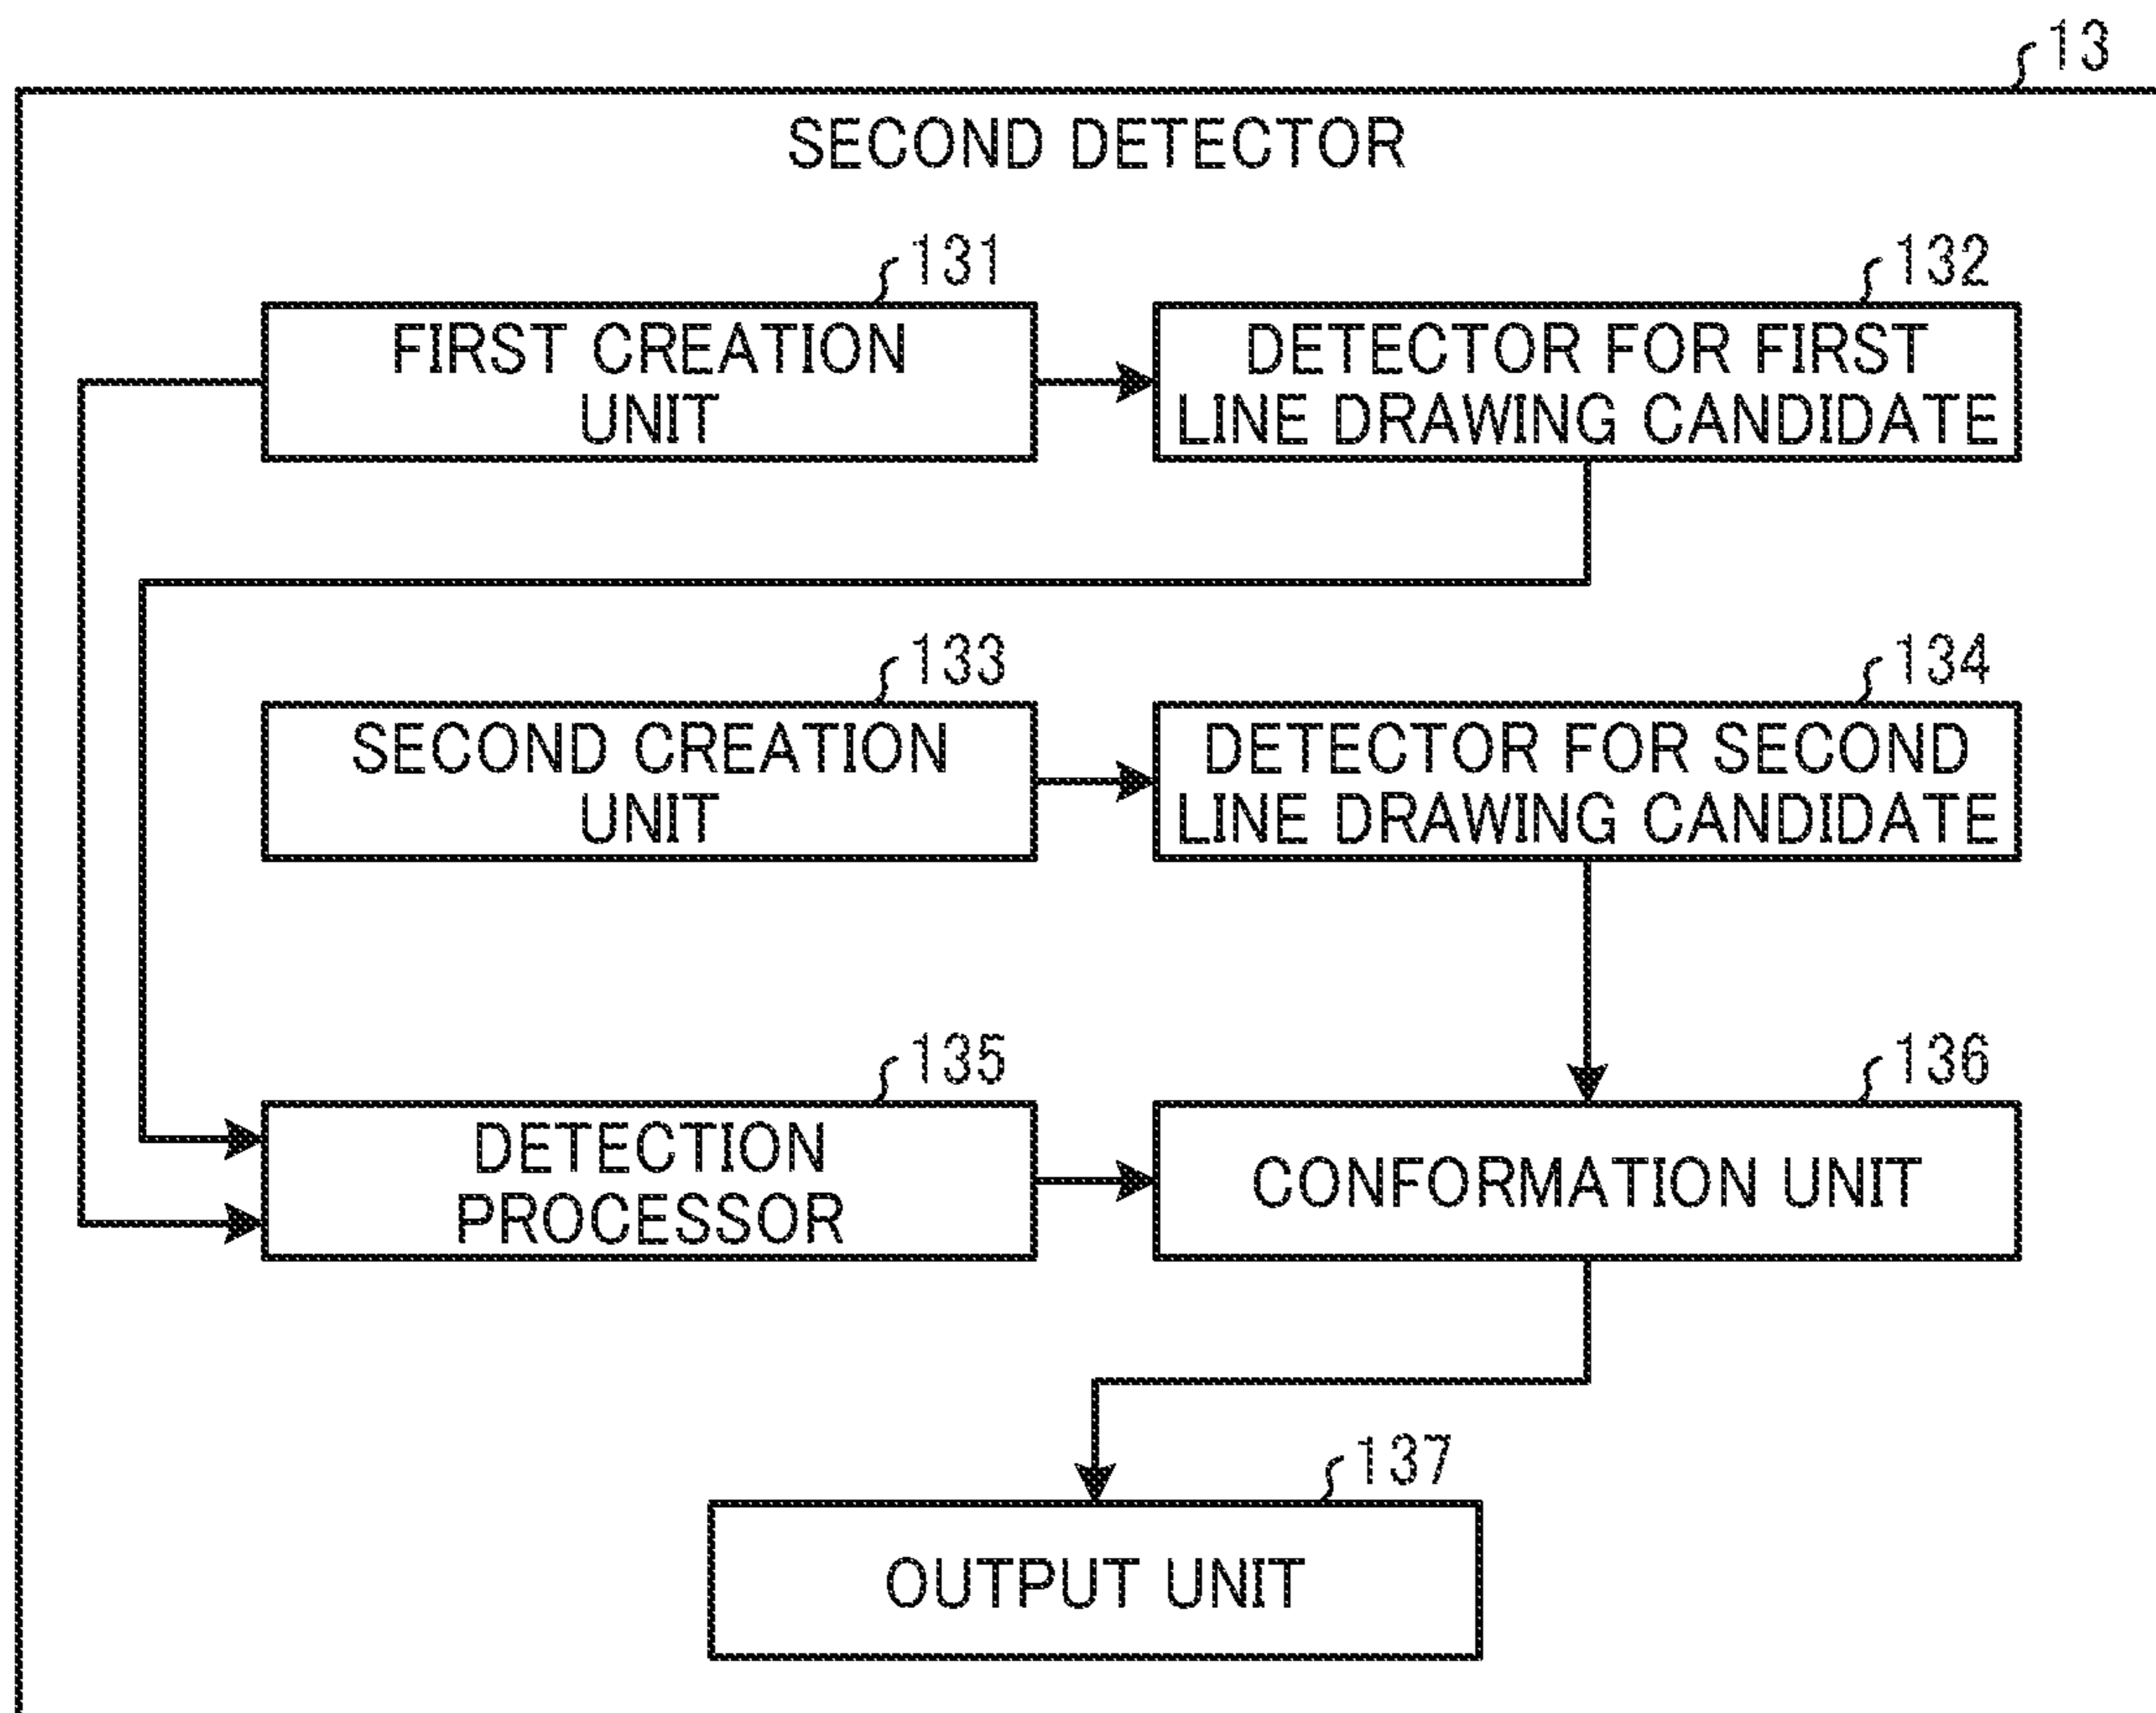 13
SECOND DETECTOR
131
132
FIRST CREATION
UNIT
DETECTOR FOR FIRST
LINE DRAWING CANDIDATE
133
134
SECOND CREATION
UNIT
DETECTOR FOR SECOND
LINE DRAWING CANDIDATE
135
136
DETECTION
PROCESSOR
CONFORMATION UNIT
137
OUTPUT UNIT